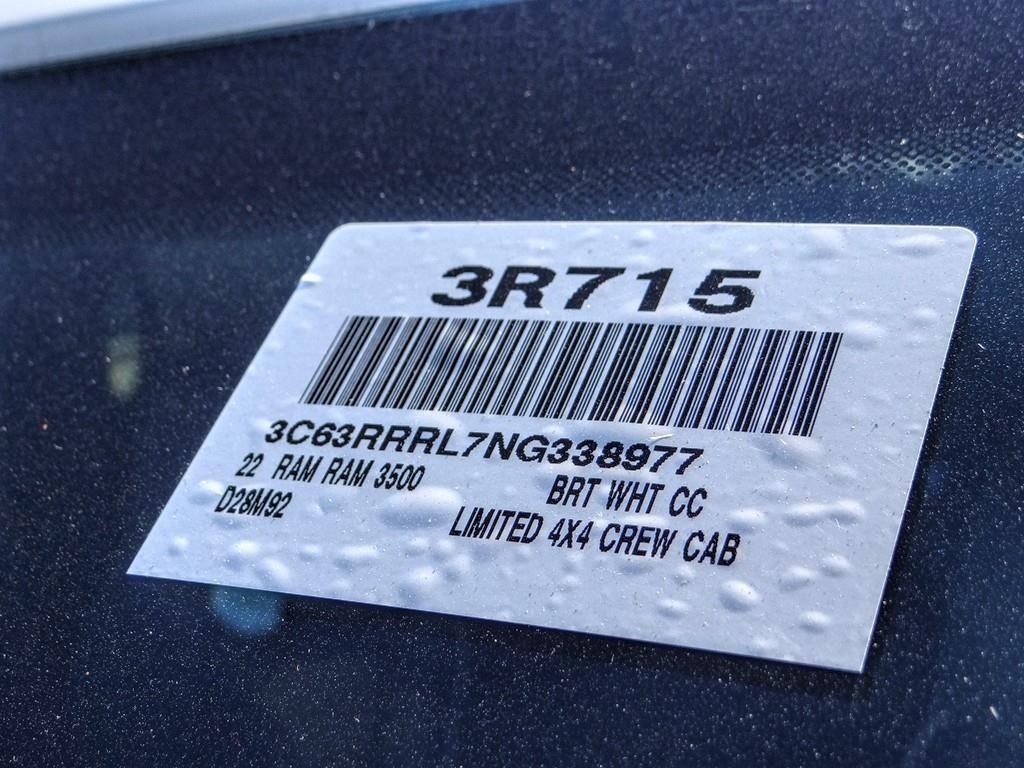 3R715
3C63RRRL7NG338977
22 RAM RAM 3500 BRT WHT CC
D28M92 LIMITED 4X4 CREW CAB